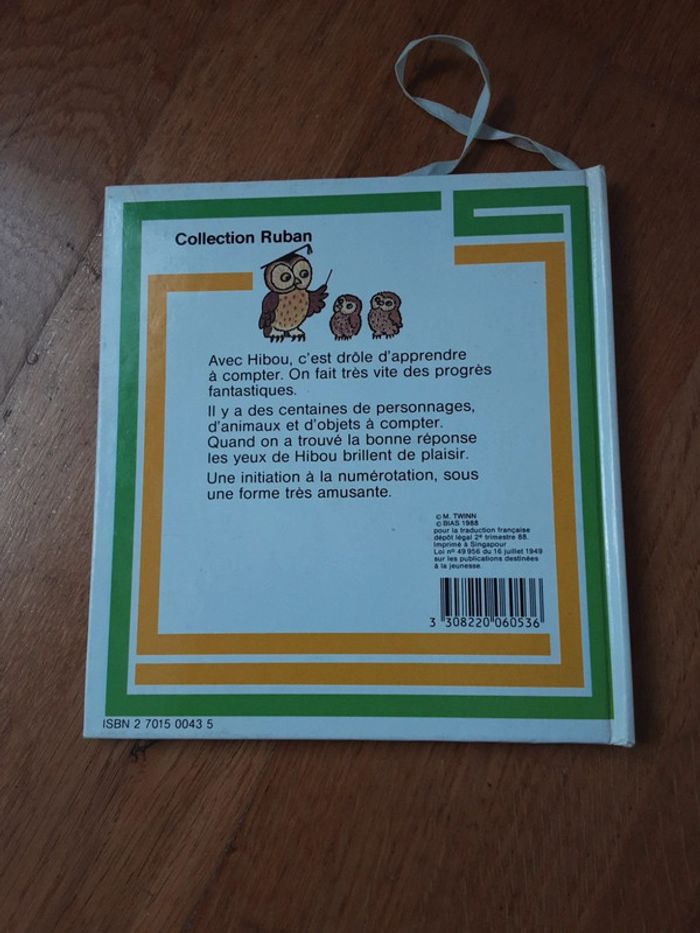 Collection Ruban
Avec Hibou, c'est drôle d'apprendre
à compter. On fait très vite des progrès
fantastiques.
Il y a des centaines de personnages,
d'animaux et d'objets à compter.
Quand on a trouvé la bonne réponse
les yeux de Hibou brillent de plaisir.
Une initiation à la numérotation, sous
une forme très amusante.
© M. TWINN
© BIAS 1988
pour la traduction française
dépôt légal 2e trimestre 88.
Imprimé à Singapour
Loi nº 49 956 du 16 juillet 1949
sur les publications destinées
à la jeunesse.
3 308220 060536
ISBN 2 7015 0043 5